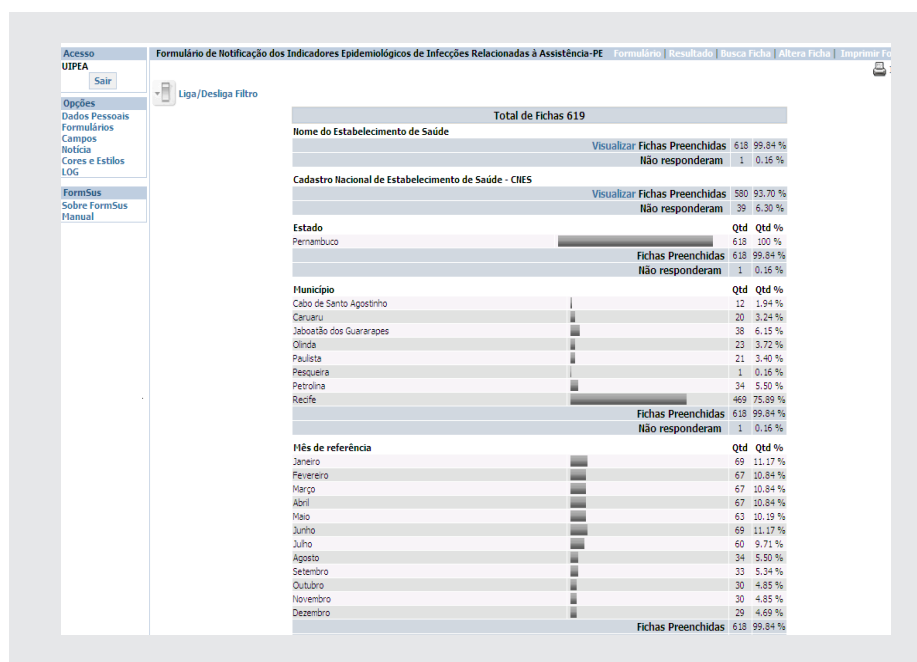 Acesso
UIPEA
Sair
Opções
Dados Pessoais
Formulários
Campos
Notícia
Cores e Estilos
LOG
FormSus
Sobre FormSus
Manual
Formulário de Notificação dos Indicadores Epidemiológicos de Infecções Relacionadas à Assistência-PE Formulário | Resultado | Busca Ficha | Altera Ficha | Imprimir Fo
Liga/Desliga Filtro
Total de Fichas 619
Nome do Estabelecimento de Saúde
Visualizar Fichas Preenchidas 618 99.84 %
Não responderam 1 0.16 %
Cadastro Nacional de Estabelecimento de Saúde - CNES
Visualizar Fichas Preenchidas 580 93.70 %
Não responderam 39 6.30 %
Estado Qtd Qtd %
Pernambuco 618 100 %
Fichas Preenchidas 618 99.84 %
Não responderam 1 0.16 %
Município Qtd Qtd %
Cabo de Santo Agostinho 12 1.94 %
Caruaru 20 3.24 %
Jaboatão dos Guararapes 38 6.15 %
Olinda 23 3.72 %
Paulista 21 3.40 %
Pesqueira 1 0.16 %
Petrolina 34 5.50 %
Recife 469 75.89 %
Fichas Preenchidas 618 99.84 %
Não responderam 1 0.16 %
Mês de referência Qtd Qtd %
Janeiro 69 11.17 %
Fevereiro 67 10.84 %
Março 67 10.84 %
Abril 67 10.84 %
Maio 63 10.19 %
Junho 69 11.17 %
Julho 60 9.71 %
Agosto 34 5.50 %
Setembro 33 5.34 %
Outubro 30 4.85 %
Novembro 30 4.85 %
Dezembro 29 4.69 %
Fichas Preenchidas 618 99.84 %